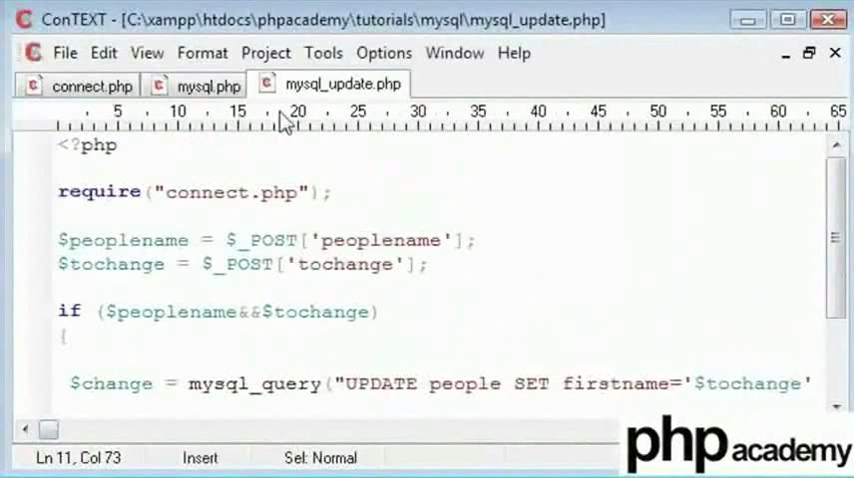 ConTEXT - [C:\xampp\htdocs\phpacademy\tutorials\mysql\mysql_update.php]
File Edit View Format Project Tools Options Window Help
connect.php mysql.php mysql_update.php
5 10 15 20 25 30 35 40 45 50 55 60 65
<?php
require("connect.php");
$peoplename = $_POST['peoplename'];
$tochange = $_POST['tochange'];
if ($peoplename&&$tochange)
{
$change = mysql_query("UPDATE people SET firstname='$tochange'
Ln 11, Col 73 Insert Sel: Normal
php academy